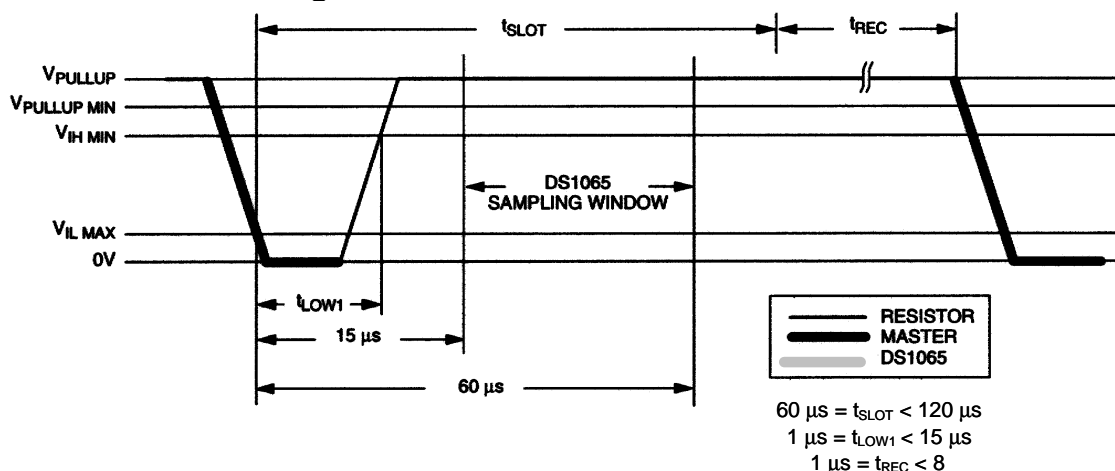 tSLOT
tREC
VPULLUP
VPULLUP MIN
VIH MIN
DS1065
SAMPLING WINDOW
VIL MAX
0V
tLOW1
15 μs
60 μs
RESISTOR
MASTER
DS1065
60 μs = tSLOT < 120 μs
1 μs = tLOW1 < 15 μs
1 μs = tREC < 8